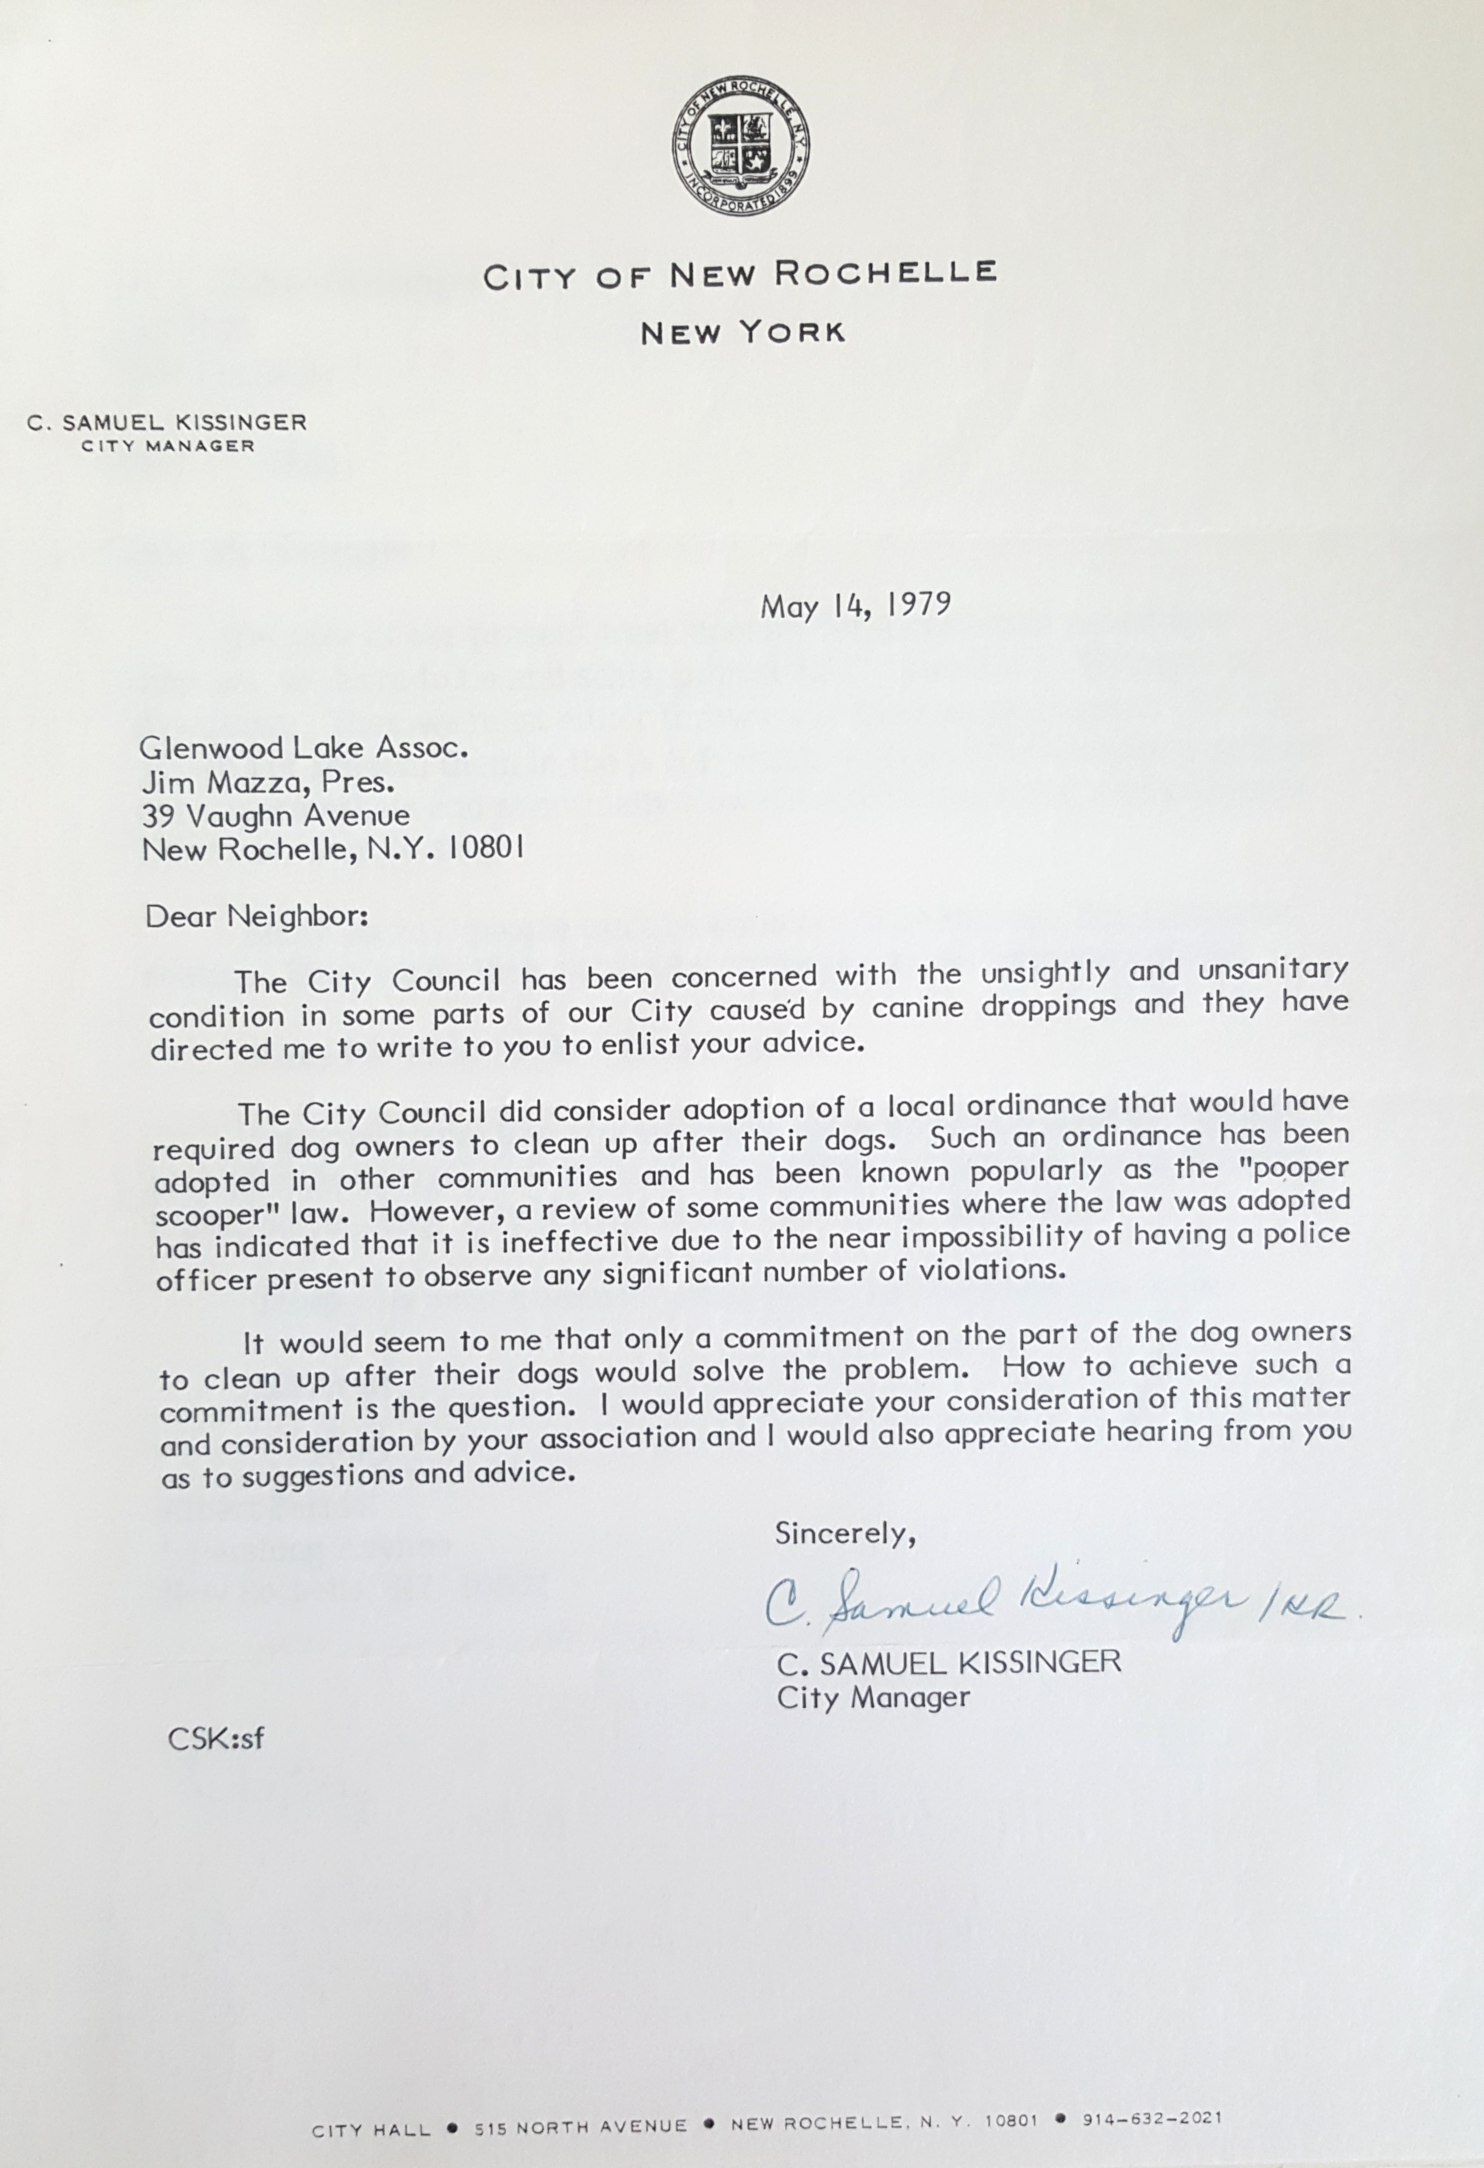 CITY OF NEW ROCHELLE, N.Y.
INCORPORATED 1899
CITY OF NEW ROCHELLE
NEW YORK
C. SAMUEL KISSINGER
CITY MANAGER
May 14, 1979
Glenwood Lake Assoc.
Jim Mazza, Pres.
39 Vaughn Avenue
New Rochelle, N.Y. 10801
Dear Neighbor:
The City Council has been concerned with the unsightly and unsanitary
condition in some parts of our City caused by canine droppings and they have
directed me to write to you to enlist your advice.
The City Council did consider adoption of a local ordinance that would have
required dog owners to clean up after their dogs. Such an ordinance has been
adopted in other communities and has been known popularly as the "pooper
scooper" law. However, a review of some communities where the law was adopted
has indicated that it is ineffective due to the near impossibility of having a police
officer present to observe any significant number of violations.
It would seem to me that only a commitment on the part of the dog owners
to clean up after their dogs would solve the problem. How to achieve such a
commitment is the question. I would appreciate your consideration of this matter
and consideration by your association and I would also appreciate hearing from you
as to suggestions and advice.
Sincerely,
C. Samuel Kissinger
C. SAMUEL KISSINGER
City Manager
CSK:sf
CITY HALL • 515 NORTH AVENUE • NEW ROCHELLE, N. Y. 10801 • 914-632-2021